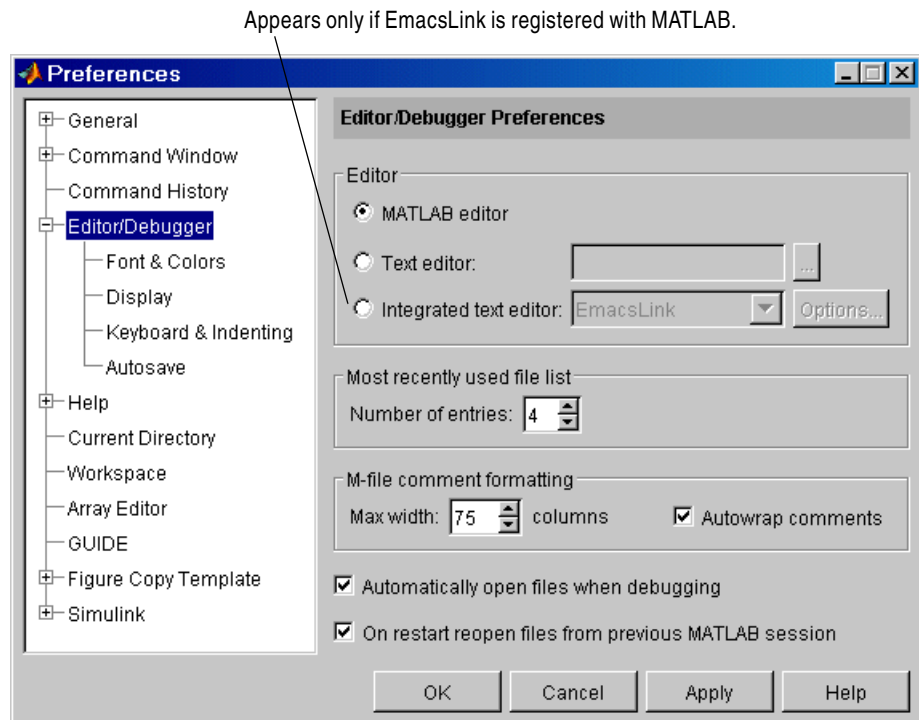 Appears only if EmacsLink is registered with MATLAB.
Preferences
General
Command Window
Command History
Editor/Debugger
Font & Colors
Display
Keyboard & Indenting
Autosave
Help
Current Directory
Workspace
Array Editor
GUIDE
Figure Copy Template
Simulink
Editor/Debugger Preferences
Editor
MATLAB editor
Text editor:
...
Integrated text editor: EmacsLink Options...
Most recently used file list
Number of entries: 4
M-file comment formatting
Max width: 75 columns Autowrap comments
Automatically open files when debugging
On restart reopen files from previous MATLAB session
OK Cancel Apply Help